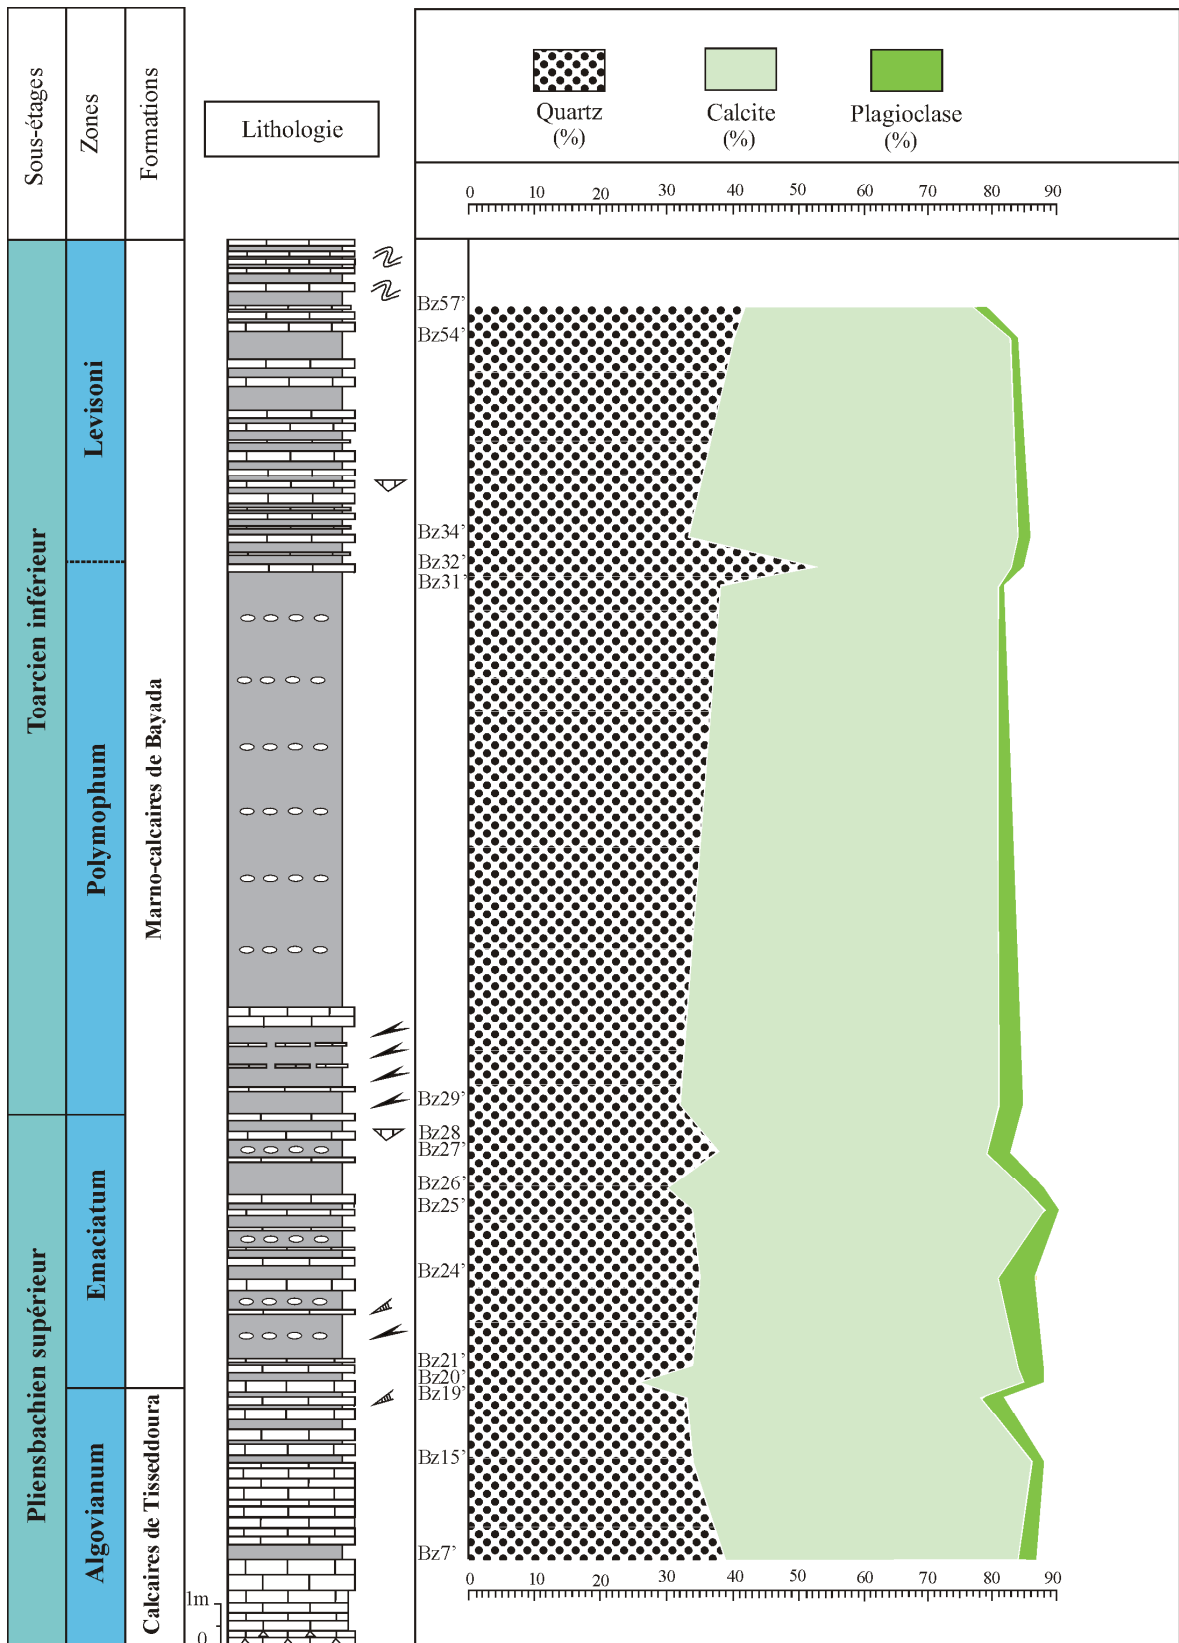 Sous-étages
Zones
Formations
Lithologie
Quartz
(%)
Calcite
(%)
Plagioclase
(%)
0 10 20 30 40 50 60 70 80 90
Toarcien inférieur
Pliensbachien supérieur
Levisoni
Polymophum
Emaciatum
Algovianum
Marno-calcaires de Bayada
Calcaires de Tisseddoura
Bz57'
Bz54'
Bz34'
Bz32'
Bz31'
Bz29'
Bz28
Bz27'
Bz26'
Bz25'
Bz24'
Bz21'
Bz20'
Bz19'
Bz15'
Bz7'
1m
0
0 10 20 30 40 50 60 70 80 90